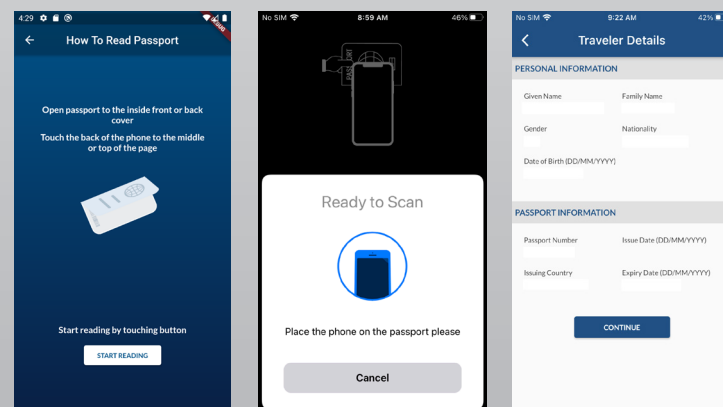 4:29
DEBUG
How To Read Passport
Open passport to the inside front or back
cover
Touch the back of the phone to the middle
or top of the page
Start reading by touching button
START READING
No SIM 8:59 AM 46%
PASSPORT
Ready to Scan
Place the phone on the passport please
Cancel
No SIM 9:22 AM 42%
Traveler Details
PERSONAL INFORMATION
Given Name Family Name
Gender Nationality
Date of Birth (DD/MM/YYYY)
PASSPORT INFORMATION
Passport Number Issue Date (DD/MM/YYYY)
Issuing Country Expiry Date (DD/MM/YYYY)
CONTINUE